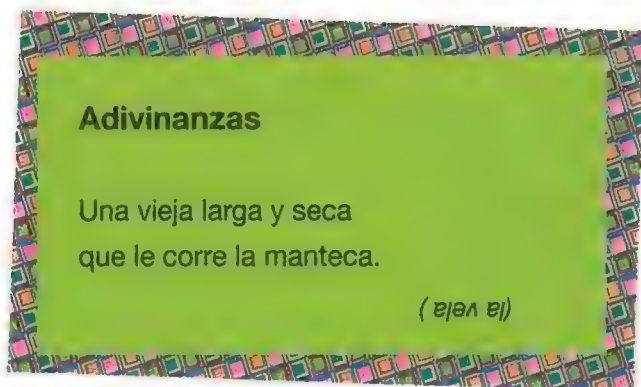 Adivinanzas
Una vieja larga y seca
que le corre la manteca.
(la vela )